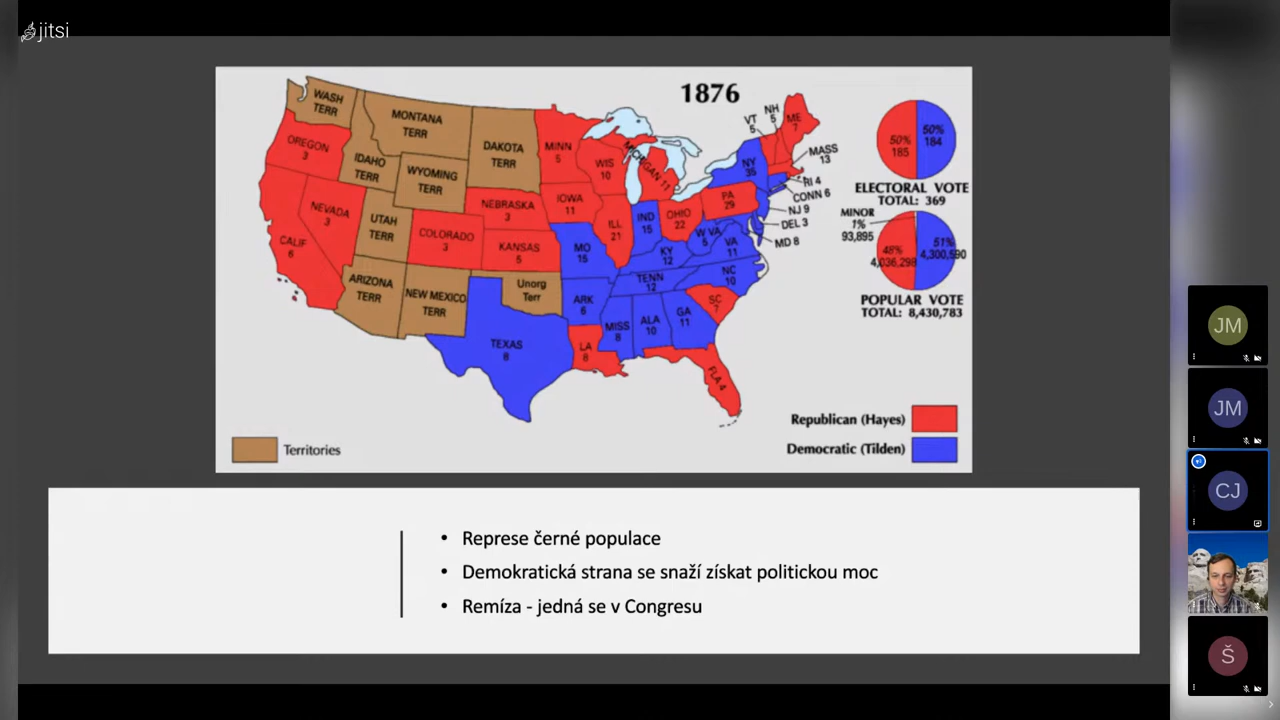 jitsi
1876
WASH
TERR
MONTANA
TERR
DAKOTA
TERR
MINN
5
VT
5
NH
5
ME
7
OREGON
3
IDAHO
TERR
WYOMING
TERR
WIS
10
MICHIGAN 11
NY
35
MASS
13
RI 4
CONN 6
NJ 9
DEL 3
MD 8
NEVADA
3
UTAH
TERR
COLORADO
3
NEBRASKA
3
KANSAS
5
IOWA
11
ILL
21
IND
15
OHIO
22
PA
29
W VA
5
VA
11
CALIF
6
ARIZONA
TERR
NEW MEXICO
TERR
Unorg
Terr
MO
15
KY
12
TENN
12
NC
10
SC
7
ARK
6
MISS
8
ALA
10
GA
11
TEXAS
8
LA
8
FLA 4
50%
185
50%
184
ELECTORAL VOTE
TOTAL: 369
MINOR
1%
93,895
48%
4,036,298
51%
4,300,590
POPULAR VOTE
TOTAL: 8,430,783
Republican (Hayes)
Democratic (Tilden)
Territories
• Represe černé populace
• Demokratická strana se snaží získat politickou moc
• Remíza - jedná se v Congresu
JM
JM
CJ
Š